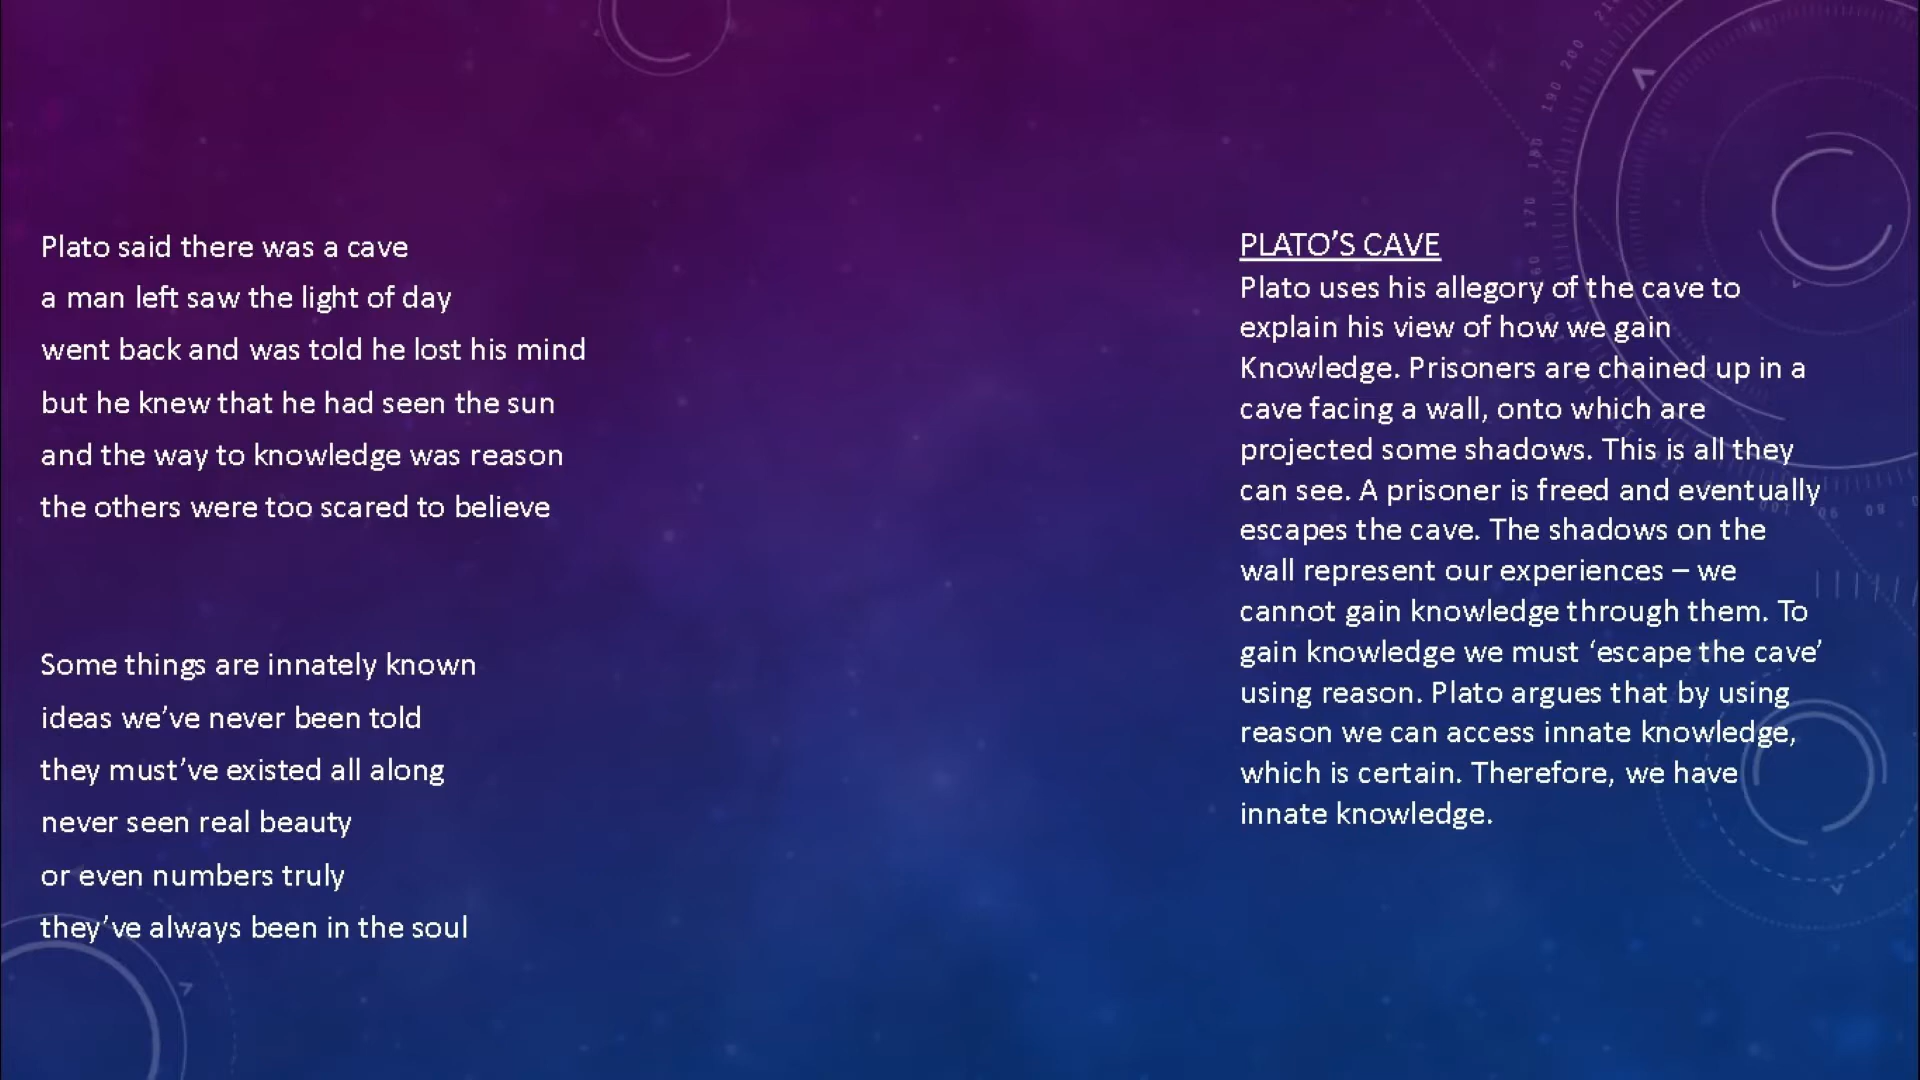 Plato said there was a cave
a man left saw the light of day
went back and was told he lost his mind
but he knew that he had seen the sun
and the way to knowledge was reason
the others were too scared to believe
Some things are innately known
ideas we've never been told
they must've existed all along
never seen real beauty
or even numbers truly
they've always been in the soul
PLATO'S CAVE
Plato uses his allegory of the cave to
explain his view of how we gain
Knowledge. Prisoners are chained up in a
cave facing a wall, onto which are
projected some shadows. This is all they
can see. A prisoner is freed and eventually
escapes the cave. The shadows on the
wall represent our experiences – we
cannot gain knowledge through them. To
gain knowledge we must ‘escape the cave’
using reason. Plato argues that by using
reason we can access innate knowledge,
which is certain. Therefore, we have
innate knowledge.